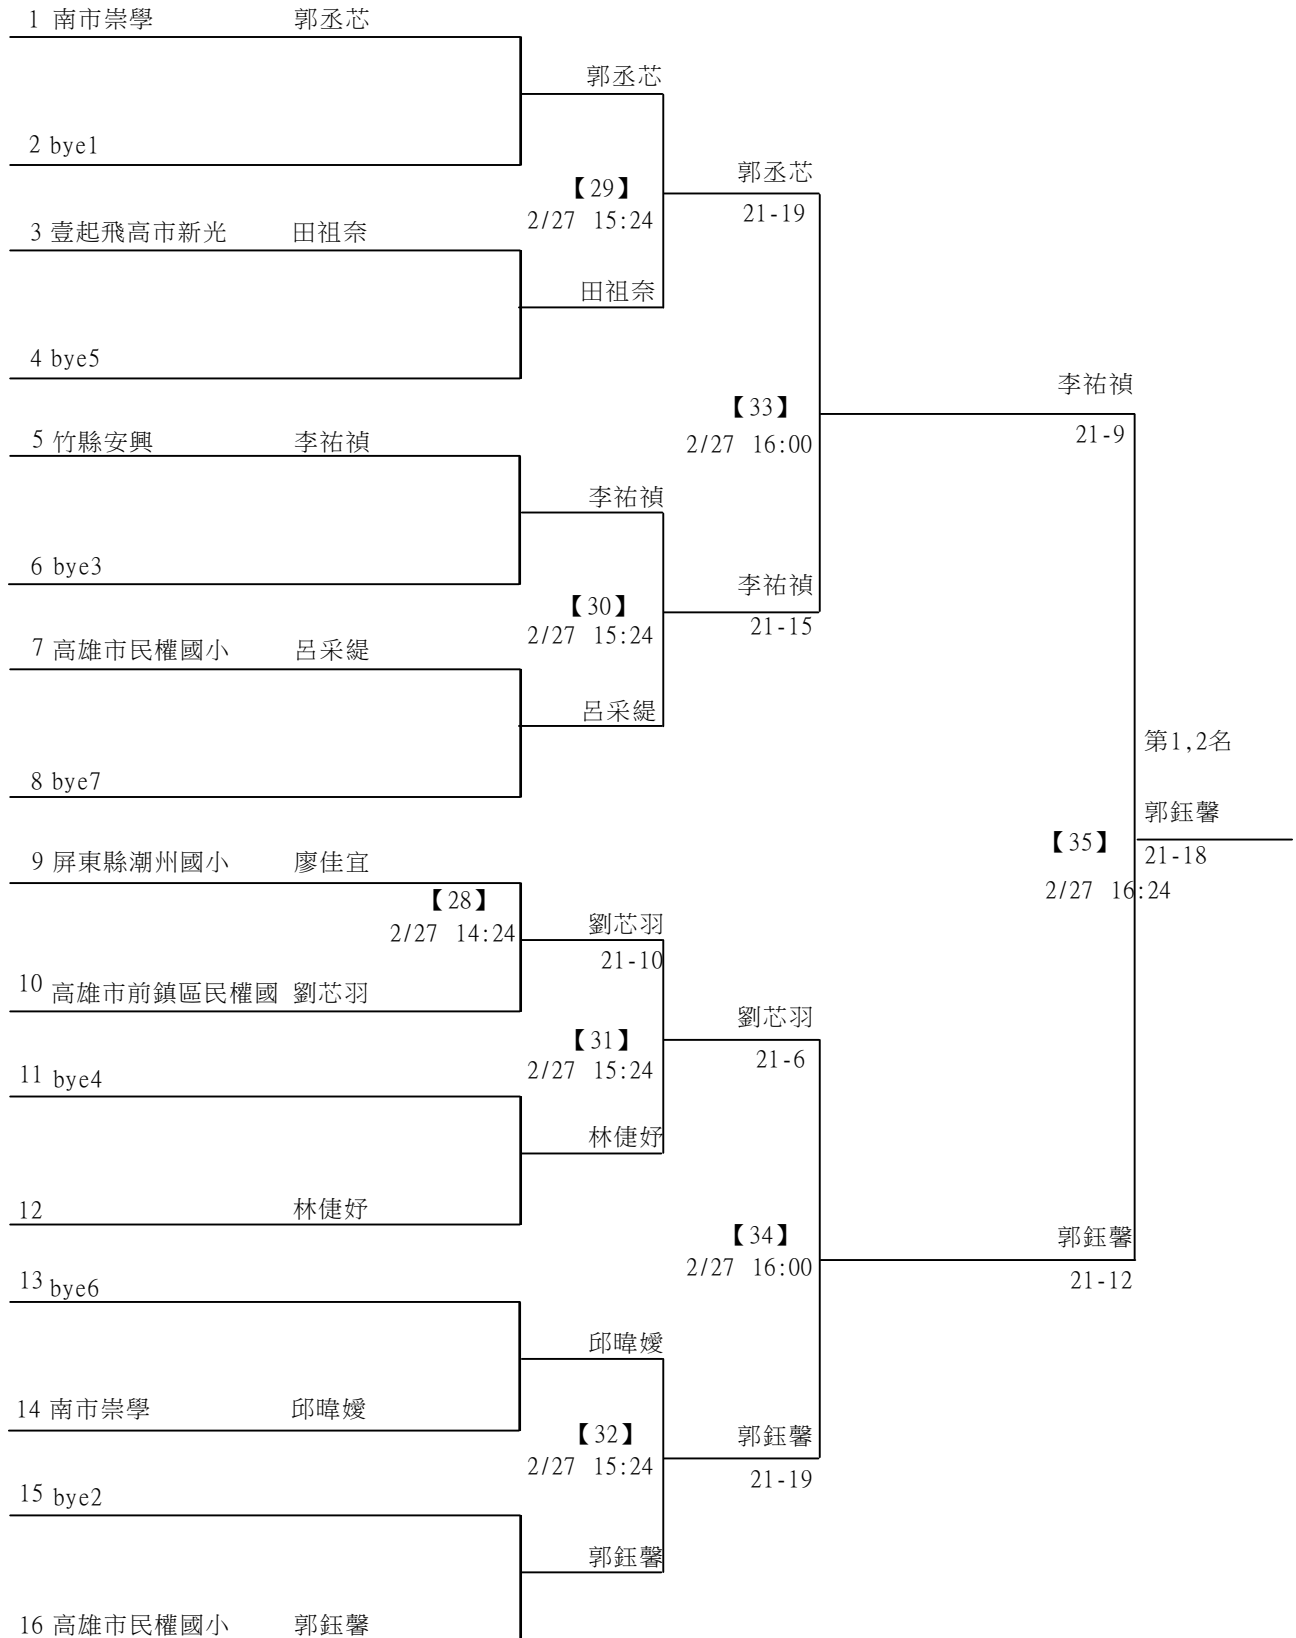 1 南市崇學 郭丞芯
郭丞芯
2 bye1
郭丞芯
【29】
2/27 15:24
21-19
3 壹起飛高市新光 田祖奈
田祖奈
4 bye5
李祐禎
【33】
2/27 16:00
21-9
5 竹縣安興 李祐禎
李祐禎
6 bye3
李祐禎
【30】
2/27 15:24
21-15
7 高雄市民權國小 呂采緹
呂采緹
8 bye7
第1,2名
郭鈺馨
【35】
21-18
2/27 16:24
9 屏東縣潮州國小 廖佳宜
【28】
2/27 14:24
劉芯羽
21-10
10 高雄市前鎮區民權國 劉芯羽
劉芯羽
【31】
2/27 15:24
21-6
11 bye4
林倢妤
12 林倢妤
【34】
2/27 16:00
郭鈺馨
21-12
13 bye6
邱暐嬡
14 南市崇學 邱暐嬡
【32】
2/27 15:24
郭鈺馨
21-19
15 bye2
郭鈺馨
16 高雄市民權國小 郭鈺馨